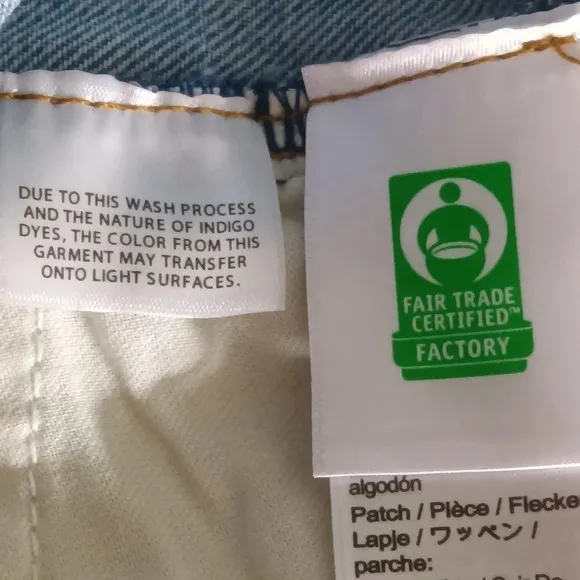 DUE TO THIS WASH PROCESS
AND THE NATURE OF INDIGO
DYES, THE COLOR FROM THIS
GARMENT MAY TRANSFER
ONTO LIGHT SURFACES.
FAIR TRADE
CERTIFIED™
FACTORY
algodón
Patch / Pièce / Flecke
Lapje / ワッペン /
parche: